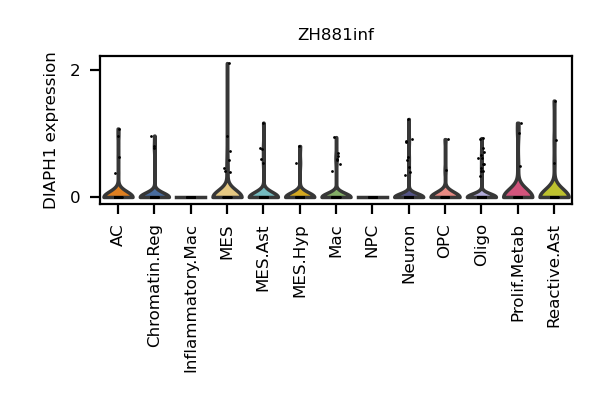 ZH881inf
DIAPH1 expression
2
0
AC
Chromatin.Reg
Inflammatory.Mac
MES
MES.Ast
MES.Hyp
Mac
NPC
Neuron
OPC
Oligo
Prolif.Metab
Reactive.Ast